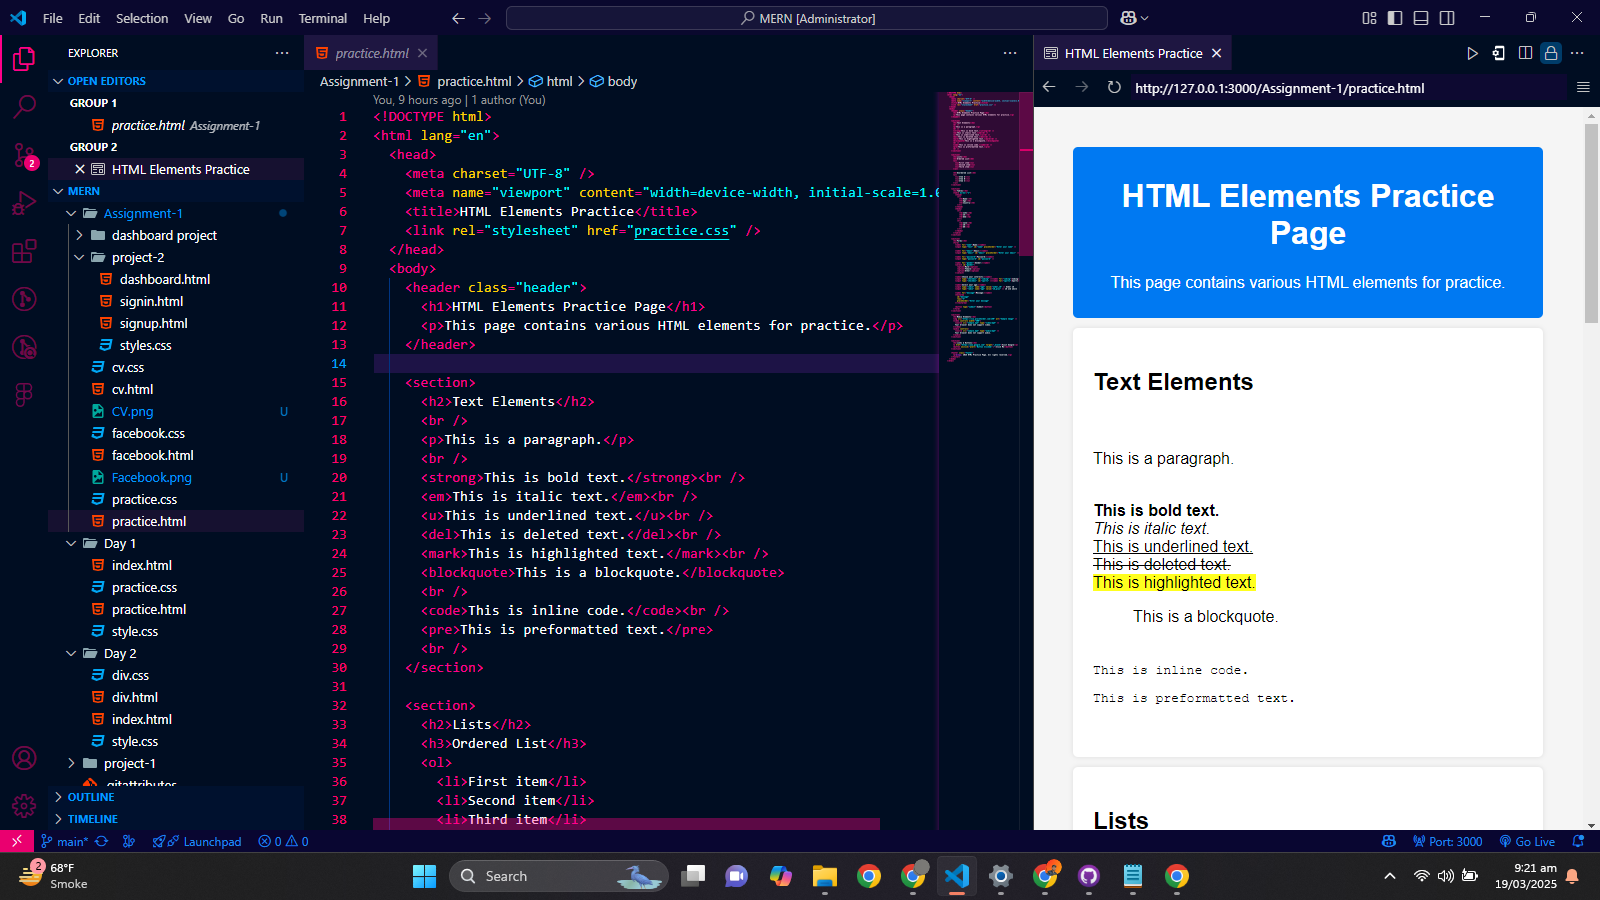 File Edit Selection View Go Run Terminal Help
MERN [Administrator]
EXPLORER
OPEN EDITORS
GROUP 1
practice.html Assignment-1
GROUP 2
HTML Elements Practice
MERN
Assignment-1
dashboard project
project-2
dashboard.html
signin.html
signup.html
styles.css
cv.css
cv.html
CV.png U
facebook.css
facebook.html
Facebook.png U
practice.css
practice.html
Day 1
index.html
practice.css
practice.html
style.css
Day 2
div.css
div.html
index.html
style.css
project-1
.gitattributes
OUTLINE
TIMELINE
2
practice.html
Assignment-1 > practice.html > html > body
You, 9 hours ago | 1 author (You)
1 <!DOCTYPE html>
2 <html lang="en">
3 <head>
4 <meta charset="UTF-8" />
5 <meta name="viewport" content="width=device-width, initial-scale=1.0
6 <title>HTML Elements Practice</title>
7 <link rel="stylesheet" href="practice.css" />
8 </head>
9 <body>
10 <header class="header">
11 <h1>HTML Elements Practice Page</h1>
12 <p>This page contains various HTML elements for practice.</p>
13 </header>
14
15 <section>
16 <h2>Text Elements</h2>
17 <br />
18 <p>This is a paragraph.</p>
19 <br />
20 <strong>This is bold text.</strong><br />
21 <em>This is italic text.</em><br />
22 <u>This is underlined text.</u><br />
23 <del>This is deleted text.</del><br />
24 <mark>This is highlighted text.</mark><br />
25 <blockquote>This is a blockquote.</blockquote>
26 <br />
27 <code>This is inline code.</code><br />
28 <pre>This is preformatted text.</pre>
29 <br />
30 </section>
31
32 <section>
33 <h2>Lists</h2>
34 <h3>Ordered List</h3>
35 <ol>
36 <li>First item</li>
37 <li>Second item</li>
38 <li>Third item</li>
HTML Elements Practice
http://127.0.0.1:3000/Assignment-1/practice.html
HTML Elements Practice
Page
This page contains various HTML elements for practice.
Text Elements
This is a paragraph.
This is bold text.
This is italic text.
This is underlined text.
This is deleted text.
This is highlighted text.
This is a blockquote.
This is inline code.
This is preformatted text.
Lists
main* Launchpad 0 0 Port: 3000 Go Live
2
68°F
Smoke
Search
9:21 am
19/03/2025